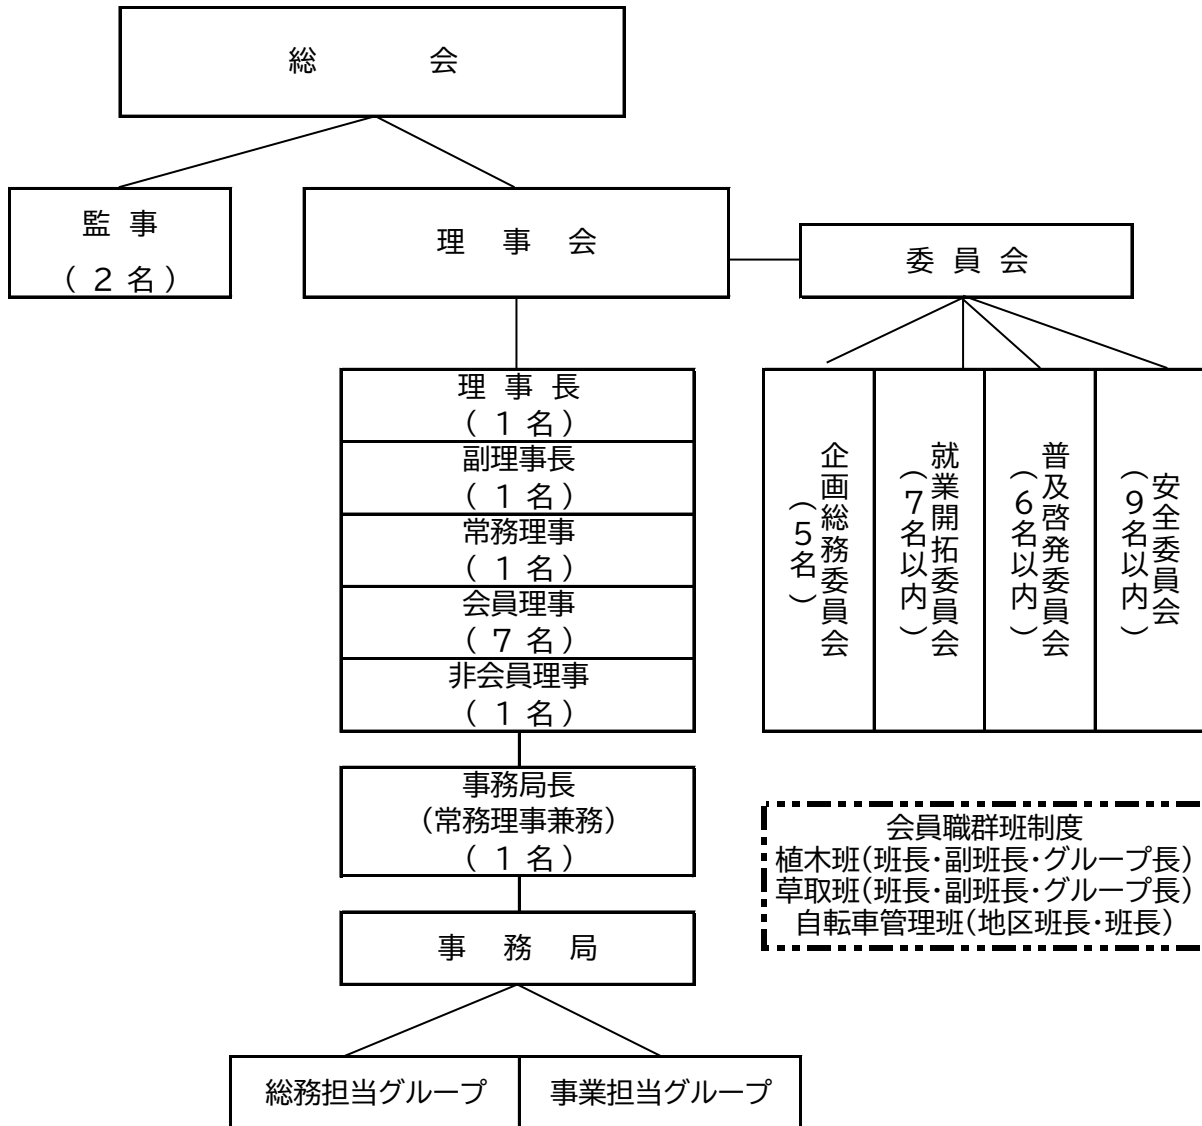 総 会
監 事
(2名)
理 事 会
委 員 会
理 事 長
(1名)
副理事長
(1名)
常務理事
(1名)
会員理事
(7名)
非会員理事
(1名)
事務局長
(常務理事兼務)
(1名)
事 務 局
総務担当グループ
事業担当グループ
企画総務委員会
(5名)
就業開拓委員会
(7名以内)
普及啓発委員会
(6名以内)
安全委員会
(9名以内)
会員職群班制度
植木班(班長・副班長・グループ長)
草取班(班長・副班長・グループ長)
自転車管理班(地区班長・班長)